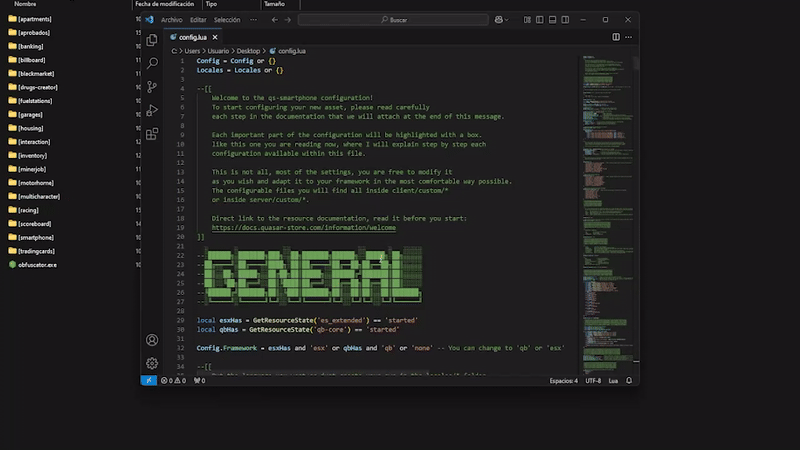 Nombre Fecha de modificación Tipo Tamaño
[apartments]
[aprobados]
[banking]
[billboard]
[blackmarket]
[drugs-creator]
[fuelstations]
[garages]
[housing]
[interaction]
[inventory]
[minerjob]
[motorhome]
[multicharacter]
[racing]
[scoreboard]
[smartphone]
[tradingcards]
obfuscator.exe
Archivo Editar Selección ··· Buscar
config.lua
C: > Users > Usuario > Desktop > config.lua
1 Config = Config or {}
2 Locales = Locales or {}
3
4 --[[
5 Welcome to the qs-smartphone configuration!
6 To start configuring your new asset, please read carefully
7 each step in the documentation that we will attach at the end of this message.
8
9 Each important part of the configuration will be highlighted with a box.
10 like this one you are reading now, where I will explain step by step each
11 configuration available within this file.
12
13 This is not all, most of the settings, you are free to modify it
14 as you wish and adapt it to your framework in the most comfortable way possible.
15 The configurable files you will find all inside client/custom/*
16 or inside server/custom/*.
17
18 Direct link to the resource documentation, read it before you start:
19 https://docs.quasar-store.com/information/welcome
20 ]]
21
22 --
23 --
24 -- GENERAL
25 --
26 --
27 --
28
29 local esxHas = GetResourceState('es_extended') == 'started'
30 local qbHas = GetResourceState('qb-core') == 'started'
31
32 Config.Framework = esxHas and 'esx' or qbHas and 'qb' or 'none' -- You can change to 'qb' or 'esx'
33
34 --[[
0 0 0 Espacios: 4 UTF-8 Lua